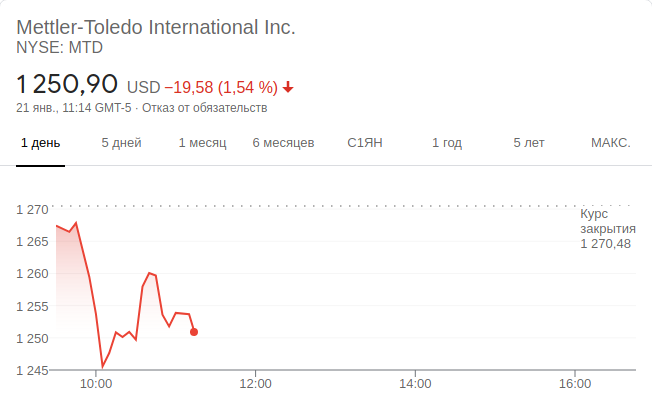 Mettler-Toledo International Inc.
NYSE: MTD
1 250,90 USD −19,58 (1,54 %)
21 янв., 11:14 GMT-5 · Отказ от обязательств
1 день 5 дней 1 месяц 6 месяцев С1ЯН 1 год 5 лет МАКС.
1 270
Курс
закрытия
1 270,48
1 265
1 260
1 255
1 250
1 245
10:00 12:00 14:00 16:00